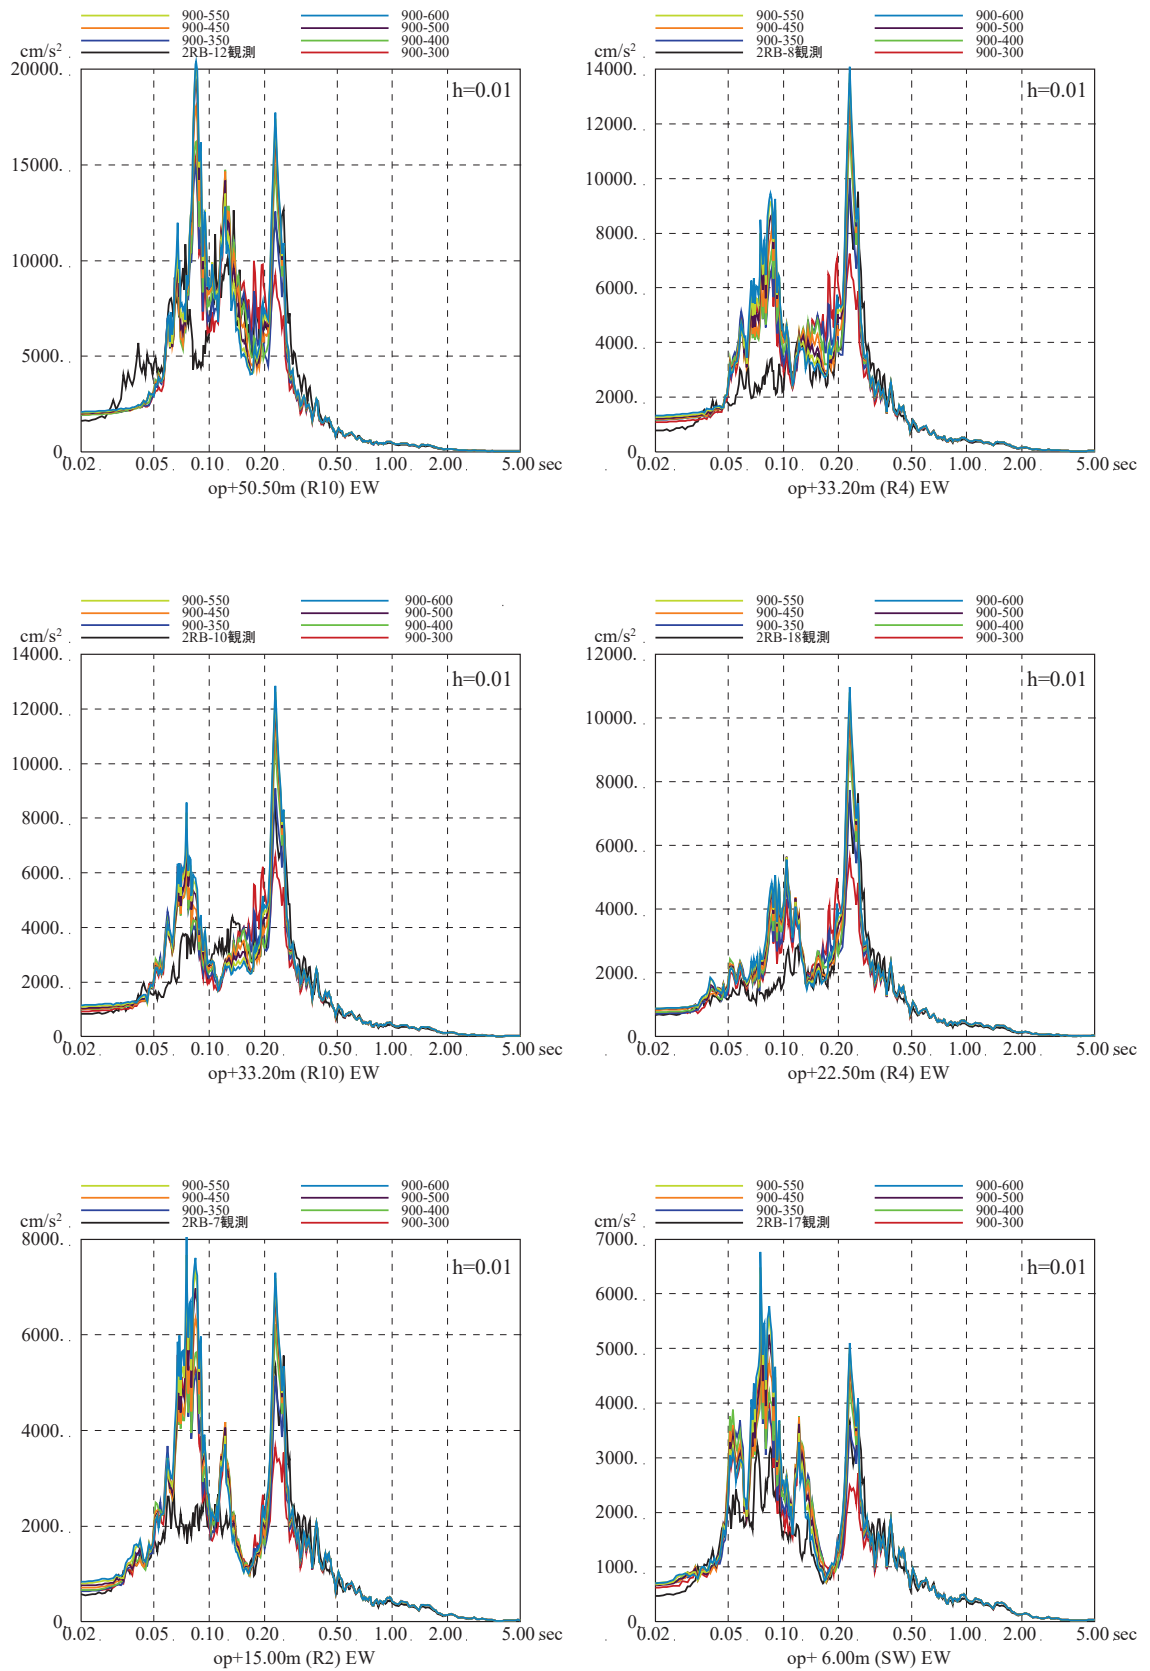 900-550 900-600
900-450 900-500
900-350 900-400
2RB-12観測 900-300
cm/s²
h=0.01
20000.
15000.
10000.
5000.
0.
0.02 0.05 0.10 0.20 0.50 1.00 2.00 5.00 sec
op+50.50m (R10) EW
900-550 900-600
900-450 900-500
900-350 900-400
2RB-8観測 900-300
cm/s²
h=0.01
14000.
12000.
10000.
8000.
6000.
4000.
2000.
0.
0.02 0.05 0.10 0.20 0.50 1.00 2.00 5.00 sec
op+33.20m (R4) EW
900-550 900-600
900-450 900-500
900-350 900-400
2RB-10観測 900-300
cm/s²
h=0.01
14000.
12000.
10000.
8000.
6000.
4000.
2000.
0.
0.02 0.05 0.10 0.20 0.50 1.00 2.00 5.00 sec
op+33.20m (R10) EW
900-550 900-600
900-450 900-500
900-350 900-400
2RB-18観測 900-300
cm/s²
h=0.01
12000.
10000.
8000.
6000.
4000.
2000.
0.
0.02 0.05 0.10 0.20 0.50 1.00 2.00 5.00 sec
op+22.50m (R4) EW
900-550 900-600
900-450 900-500
900-350 900-400
2RB-7観測 900-300
cm/s²
h=0.01
8000.
6000.
4000.
2000.
0.
0.02 0.05 0.10 0.20 0.50 1.00 2.00 5.00 sec
op+15.00m (R2) EW
900-550 900-600
900-450 900-500
900-350 900-400
2RB-17観測 900-300
cm/s²
h=0.01
7000.
6000.
5000.
4000.
3000.
2000.
1000.
0.
0.02 0.05 0.10 0.20 0.50 1.00 2.00 5.00 sec
op+ 6.00m (SW) EW